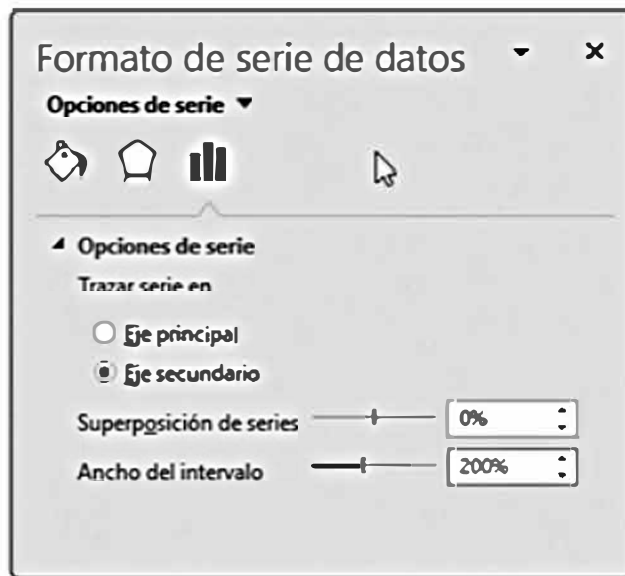 Formato de serie de datos
Opciones de serie
Opciones de serie
Trazar serie en
Eje principal
Eje secundario
Superposición de series 0%
Ancho del intervalo 200%